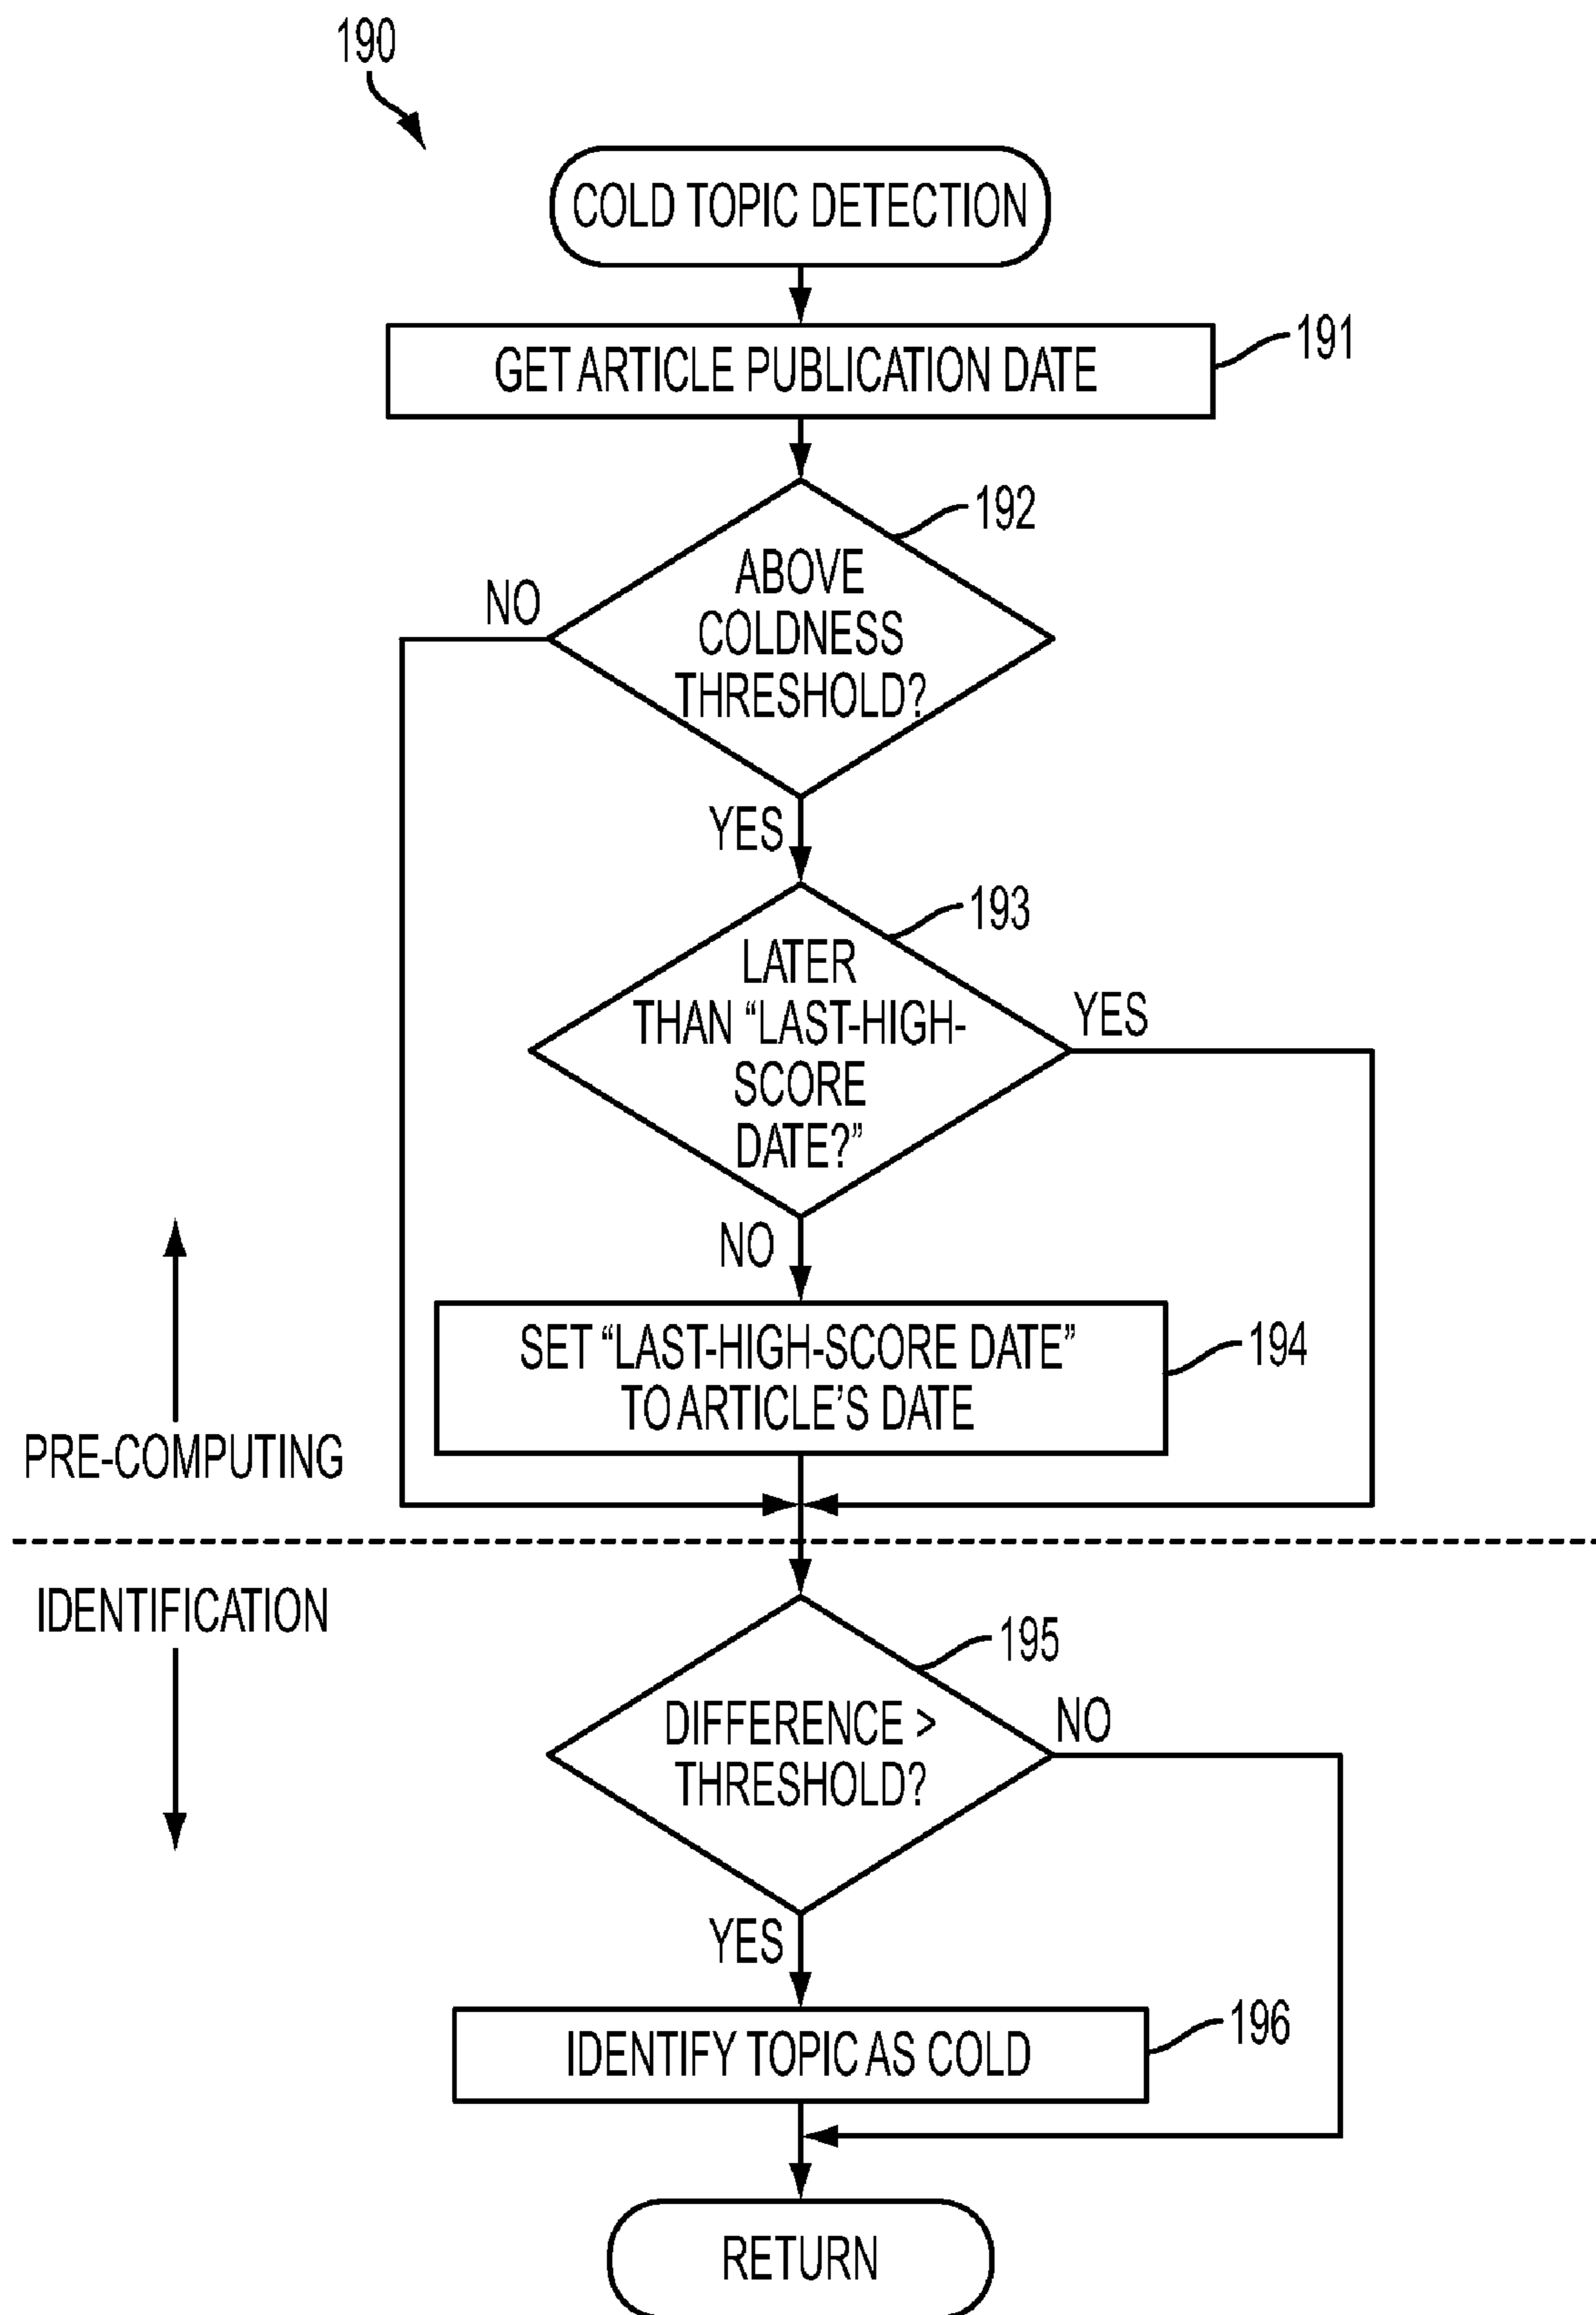 190
COLD TOPIC DETECTION
GET ARTICLE PUBLICATION DATE
191
192
ABOVE
COLDNESS
THRESHOLD?
NO
YES
193
LATER
THAN “LAST-HIGH-
SCORE
DATE?”
YES
NO
SET “LAST-HIGH-SCORE DATE”
TO ARTICLE’S DATE
194
PRE-COMPUTING
IDENTIFICATION
195
DIFFERENCE >
THRESHOLD?
NO
YES
IDENTIFY TOPIC AS COLD
196
RETURN